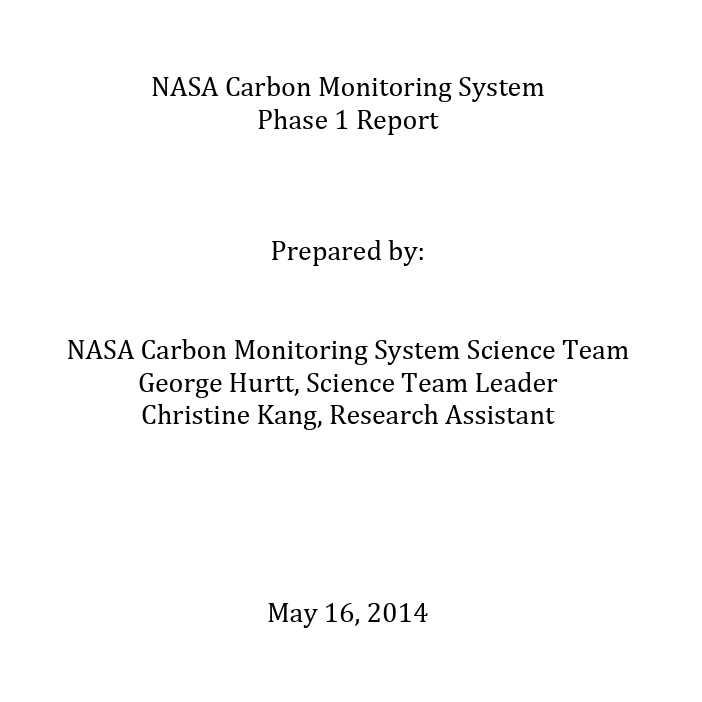 NASA Carbon Monitoring System
Phase 1 Report
Prepared by:
NASA Carbon Monitoring System Science Team
George Hurtt, Science Team Leader
Christine Kang, Research Assistant
May 16, 2014